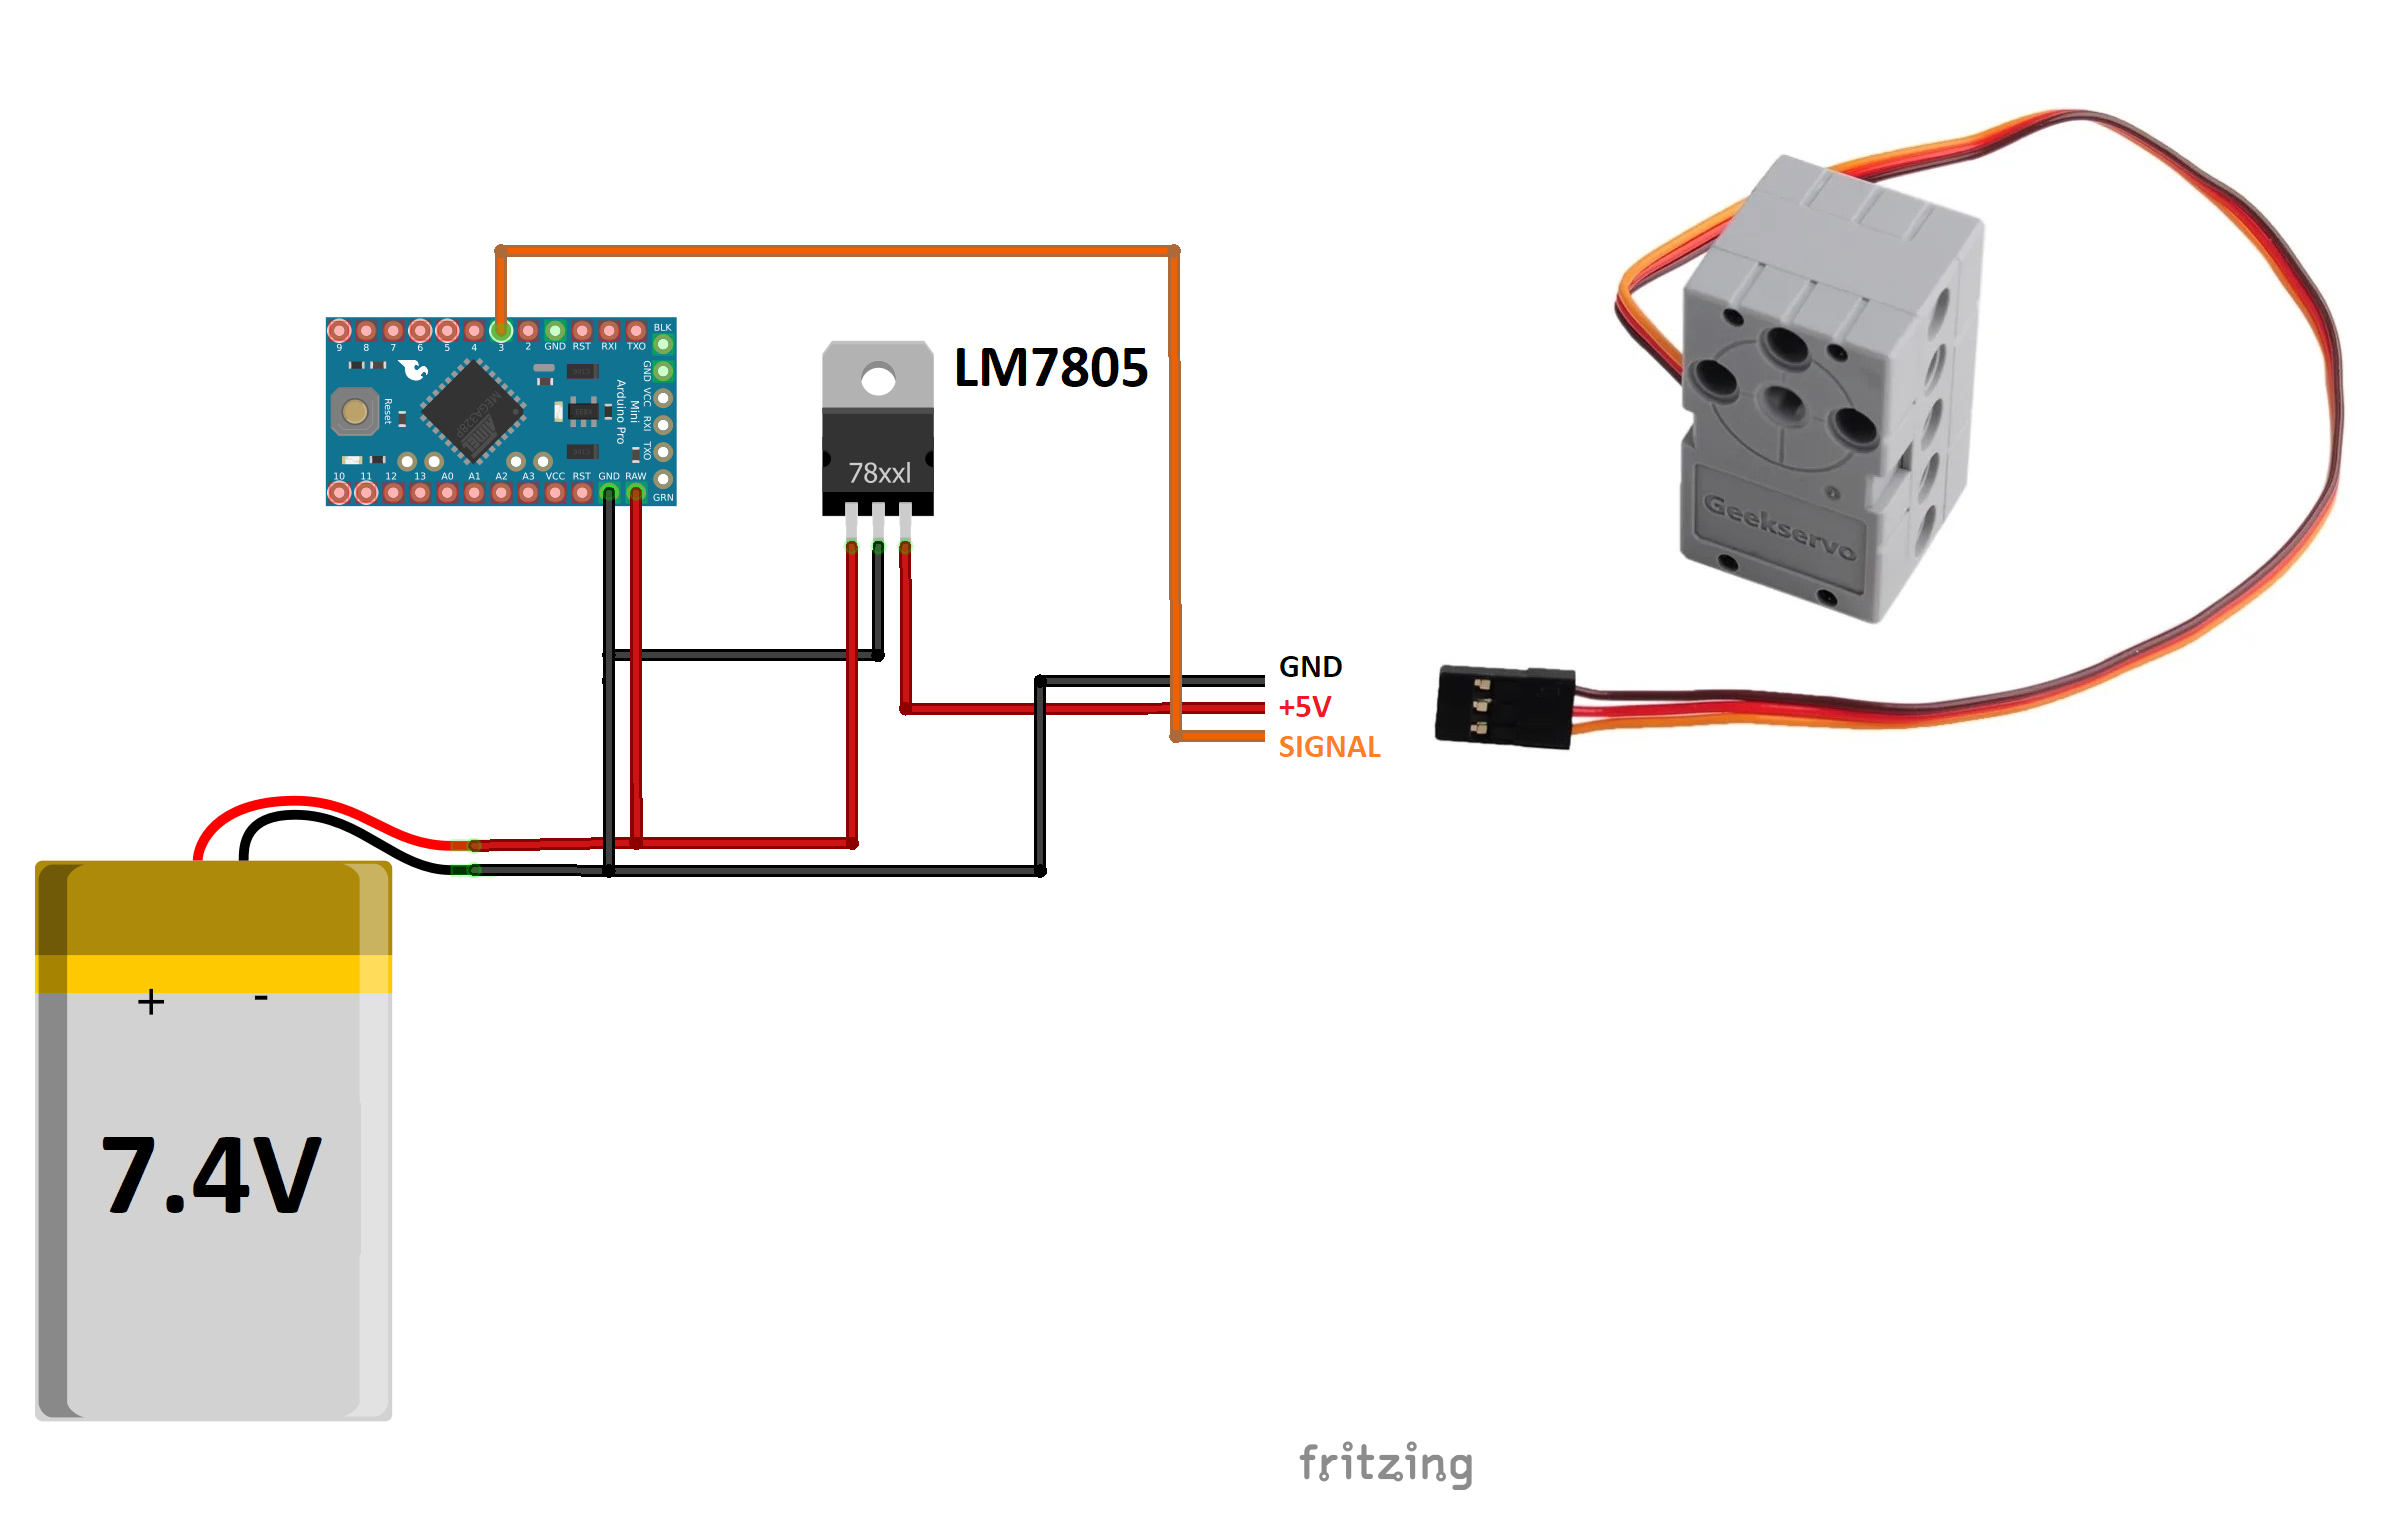 9 8 7 6 5 4 3 2 GND RST RXI TXO BLK
GND
VCC
RXI
TXO
GRN
Reset
MEGA328P
ATMEL
Arduino Pro
Mini
10 11 12 13 A0 A1 A2 A3 VCC RST GND RAW
LM7805
78xxl
Geekservo
GND
+5V
SIGNAL
+ -
7.4V
fritzing